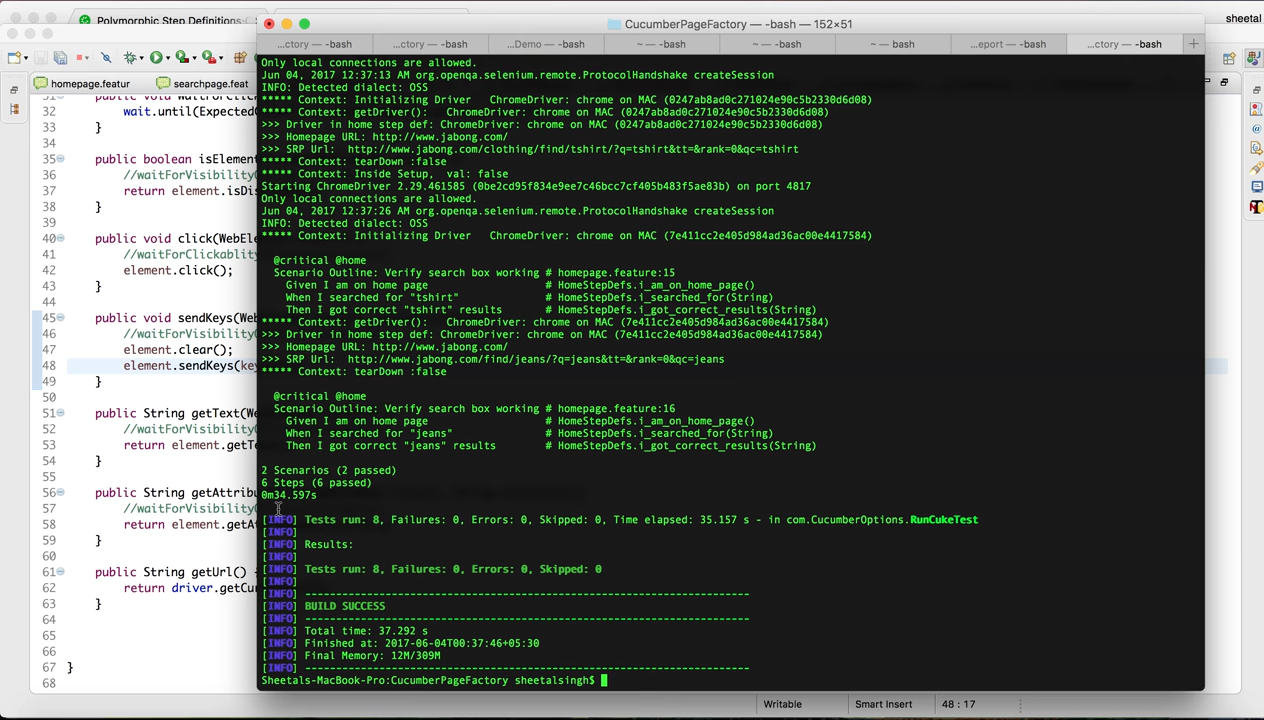 Polymorphic Step Definitions:
CucumberPageFactory — -bash — 152×51
sheetal
...ctory — -bash
...ctory — -bash
...Demo — -bash
~ — -bash
~ — -bash
~ — bash
...eport — -bash
...ctory — -bash
homepage.featur
searchpage.feat
32 wait.until(Expected
33 }
34
35 public boolean isElemen
36 //waitForVisibility
37 return element.isDis
38 }
39
40 public void click(WebEle
41 //waitForClickablity
42 element.click();
43 }
44
45 public void sendKeys(We
46 //waitForVisibility
47 element.clear();
48 element.sendKeys(key
49 }
50
51 public String getText(We
52 //waitForVisibility
53 return element.getTe
54 }
55
56 public String getAttribu
57 //waitForVisibility
58 return element.getA
59 }
60
61 public String getUrl()
62 return driver.getCu
63 }
64
65
66
67 }
68
Only local connections are allowed.
Jun 04, 2017 12:37:13 AM org.openqa.selenium.remote.ProtocolHandshake createSession
INFO: Detected dialect: OSS
***** Context: Initializing Driver ChromeDriver: chrome on MAC (0247ab8ad0c271024e90c5b2330d6d08)
***** Context: getDriver(): ChromeDriver: chrome on MAC (0247ab8ad0c271024e90c5b2330d6d08)
>>> Driver in home step def: ChromeDriver: chrome on MAC (0247ab8ad0c271024e90c5b2330d6d08)
>>> Homepage URL: http://www.jabong.com/
>>> SRP Url: http://www.jabong.com/clothing/find/tshirt/?q=tshirt&tt=&rank=0&qc=tshirt
***** Context: tearDown :false
***** Context: Inside Setup, val: false
Starting ChromeDriver 2.29.461585 (0be2cd95f834e9ee7c46bcc7cf405b483f5ae83b) on port 4817
Only local connections are allowed.
Jun 04, 2017 12:37:26 AM org.openqa.selenium.remote.ProtocolHandshake createSession
INFO: Detected dialect: OSS
***** Context: Initializing Driver ChromeDriver: chrome on MAC (7e411cc2e405d984ad36ac00e4417584)
@critical @home
Scenario Outline: Verify search box working # homepage.feature:15
Given I am on home page # HomeStepDefs.i_am_on_home_page()
When I searched for "tshirt" # HomeStepDefs.i_searched_for(String)
Then I got correct "tshirt" results # HomeStepDefs.i_got_correct_results(String)
***** Context: getDriver(): ChromeDriver: chrome on MAC (7e411cc2e405d984ad36ac00e4417584)
>>> Driver in home step def: ChromeDriver: chrome on MAC (7e411cc2e405d984ad36ac00e4417584)
>>> Homepage URL: http://www.jabong.com/
>>> SRP Url: http://www.jabong.com/find/jeans/?q=jeans&tt=&rank=0&qc=jeans
***** Context: tearDown :false
@critical @home
Scenario Outline: Verify search box working # homepage.feature:16
Given I am on home page # HomeStepDefs.i_am_on_home_page()
When I searched for "jeans" # HomeStepDefs.i_searched_for(String)
Then I got correct "jeans" results # HomeStepDefs.i_got_correct_results(String)
2 Scenarios (2 passed)
6 Steps (6 passed)
0m34.597s
[INFO] Tests run: 8, Failures: 0, Errors: 0, Skipped: 0, Time elapsed: 35.157 s - in com.CucumberOptions.RunCukeTest
[INFO]
[INFO] Results:
[INFO]
[INFO] Tests run: 8, Failures: 0, Errors: 0, Skipped: 0
[INFO]
[INFO] ------------------------------------------------------------------------
[INFO] BUILD SUCCESS
[INFO] ------------------------------------------------------------------------
[INFO] Total time: 37.292 s
[INFO] Finished at: 2017-06-04T00:37:46+05:30
[INFO] Final Memory: 12M/309M
[INFO] ------------------------------------------------------------------------
Sheetals-MacBook-Pro:CucumberPageFactory sheetalsingh$
Writable
Smart Insert
48 : 17